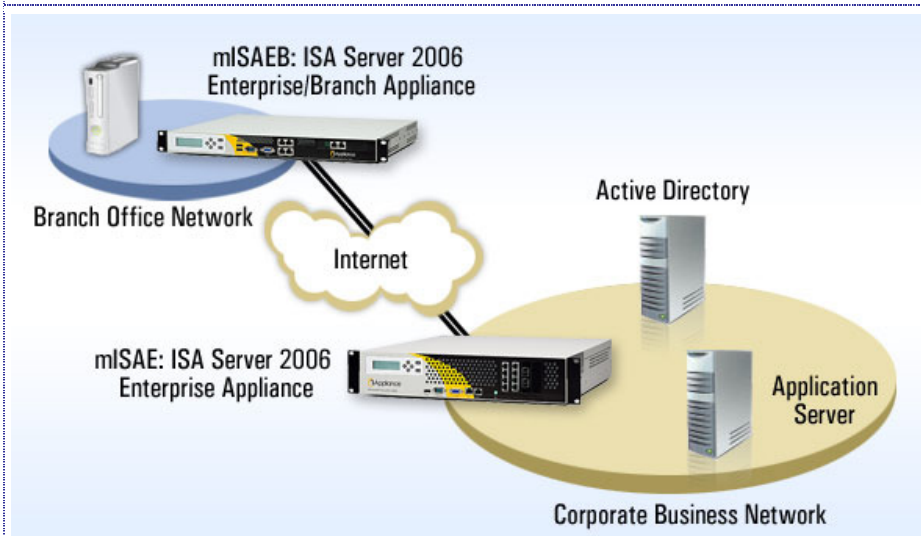 mISAEB: ISA Server 2006
Enterprise/Branch Appliance
Branch Office Network
Active Directory
Internet
mISAE: ISA Server 2006
Enterprise Appliance
Appliance
Application
Server
Corporate Business Network